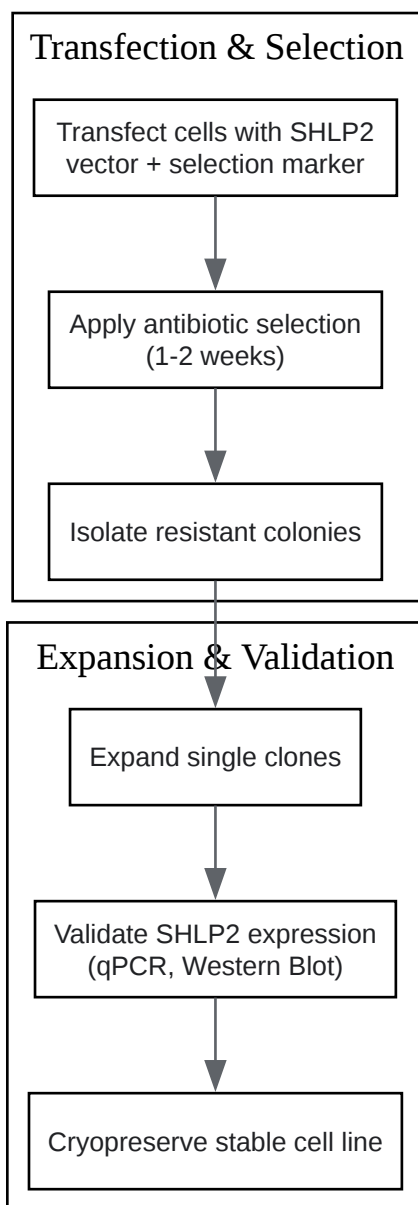 Transfection & Selection
Transfect cells with SHLP2
vector + selection marker
Apply antibiotic selection
(1-2 weeks)
Isolate resistant colonies
Expansion & Validation
Expand single clones
Validate SHLP2 expression
(qPCR, Western Blot)
Cryopreserve stable cell line